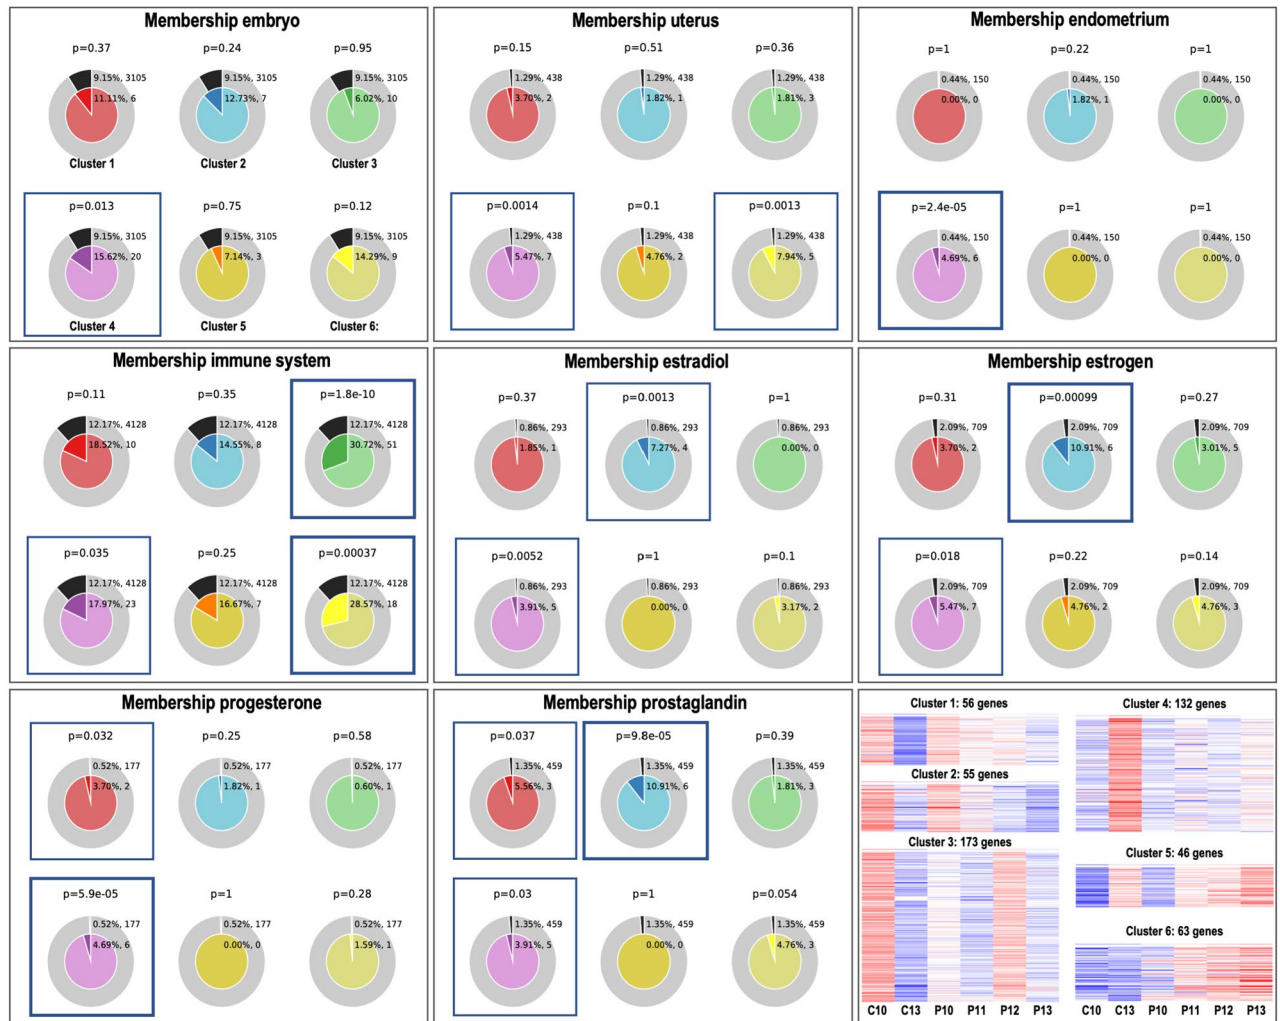 Membership embryo
p=0.37
p=0.24
p=0.95
9.15%, 3105
11.11%, 6
9.15%, 3105
12.73%, 7
9.15%, 3105
6.02%, 10
Cluster 1
Cluster 2
Cluster 3
p=0.013
p=0.75
p=0.12
9.15%, 3105
15.62%, 20
9.15%, 3105
7.14%, 3
9.15%, 3105
14.29%, 9
Cluster 4
Cluster 5
Cluster 6:
Membership uterus
p=0.15
p=0.51
p=0.36
1.29%, 438
3.70%, 2
1.29%, 438
1.82%, 1
1.29%, 438
1.81%, 3
p=0.0014
p=0.1
p=0.0013
1.29%, 438
5.47%, 7
1.29%, 438
4.76%, 2
1.29%, 438
7.94%, 5
Membership endometrium
p=1
p=0.22
p=1
0.44%, 150
0.00%, 0
0.44%, 150
1.82%, 1
0.44%, 150
0.00%, 0
p=2.4e-05
p=1
p=1
0.44%, 150
4.69%, 6
0.44%, 150
0.00%, 0
0.44%, 150
0.00%, 0
Membership immune system
p=0.11
p=0.35
p=1.8e-10
12.17%, 4128
18.52%, 10
12.17%, 4128
14.55%, 8
12.17%, 4128
30.72%, 51
p=0.035
p=0.25
p=0.00037
12.17%, 4128
17.97%, 23
12.17%, 4128
16.67%, 7
12.17%, 4128
28.57%, 18
Membership estradiol
p=0.37
p=0.0013
p=1
0.86%, 293
1.85%, 1
0.86%, 293
7.27%, 4
0.86%, 293
0.00%, 0
p=0.0052
p=1
p=0.1
0.86%, 293
3.91%, 5
0.86%, 293
0.00%, 0
0.86%, 293
3.17%, 2
Membership estrogen
p=0.31
p=0.00099
p=0.27
2.09%, 709
3.70%, 2
2.09%, 709
10.91%, 6
2.09%, 709
3.01%, 5
p=0.018
p=0.22
p=0.14
2.09%, 709
5.47%, 7
2.09%, 709
4.76%, 2
2.09%, 709
4.76%, 3
Membership progesterone
p=0.032
p=0.25
p=0.58
0.52%, 177
3.70%, 2
0.52%, 177
1.82%, 1
0.52%, 177
0.60%, 1
p=5.9e-05
p=1
p=0.28
0.52%, 177
4.69%, 6
0.52%, 177
0.00%, 0
0.52%, 177
1.59%, 1
Membership prostaglandin
p=0.037
p=9.8e-05
p=0.39
1.35%, 459
5.56%, 3
1.35%, 459
10.91%, 6
1.35%, 459
1.81%, 3
p=0.03
p=1
p=0.054
1.35%, 459
3.91%, 5
1.35%, 459
0.00%, 0
1.35%, 459
4.76%, 3
Cluster 1: 56 genes
Cluster 2: 55 genes
Cluster 3: 173 genes
C10 C13 P10 P11 P12 P13
Cluster 4: 132 genes
Cluster 5: 46 genes
Cluster 6: 63 genes
C10 C13 P10 P11 P12 P13